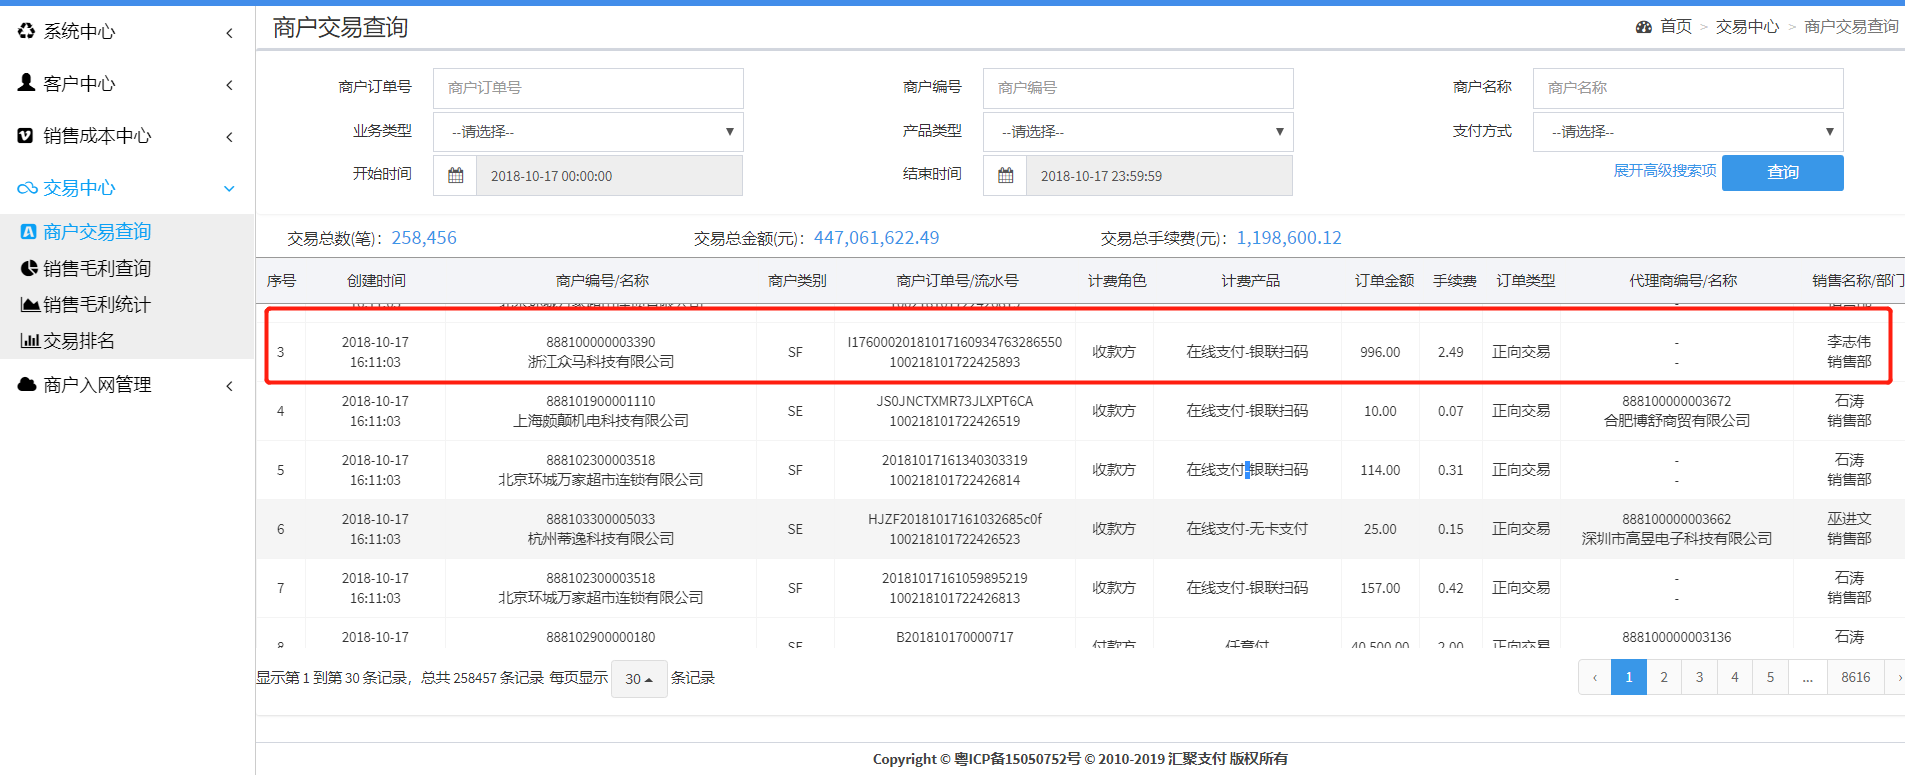 系统中心
客户中心
销售成本中心
交易中心
商户交易查询
销售毛利查询
销售毛利统计
交易排名
商户入网管理
商户交易查询
首页 > 交易中心 > 商户交易查询
商户订单号 商户订单号 商户编号 商户编号 商户名称 商户名称
业务类型 --请选择-- 产品类型 --请选择-- 支付方式 --请选择--
开始时间 2018-10-17 00:00:00 结束时间 2018-10-17 23:59:59 展开高级搜索项 查询
交易总数(笔): 258,456 交易总金额(元): 447,061,622.49 交易总手续费(元): 1,198,600.12
序号 创建时间 商户编号/名称 商户类别 商户订单号/流水号 计费角色 计费产品 订单金额 手续费 订单类型 代理商编号/名称 销售名称/部门
2018-10-17 888100000003390 I17600020181017160934763286550 - 李志伟
3 SF 收款方 在线支付-银联扫码 996.00 2.49 正向交易
16:11:03 浙江众马科技有限公司 100218101722425893 - 销售部
2018-10-17 888101900001110 JS0JNCTXMR73JLXPT6CA 888100000003672 石涛
4 SE 收款方 在线支付-银联扫码 10.00 0.07 正向交易
16:11:03 上海颇颠机电科技有限公司 100218101722426519 合肥博舒商贸有限公司 销售部
2018-10-17 888102300003518 20181017161340303319 - 石涛
5 SF 收款方 在线支付-银联扫码 114.00 0.31 正向交易
16:11:03 北京环城万家超市连锁有限公司 100218101722426814 - 销售部
2018-10-17 888103300005033 HJZF20181017161032685c0f 888100000003662 巫进文
6 SE 收款方 在线支付-无卡支付 25.00 0.15 正向交易
16:11:03 杭州蒂逸科技有限公司 100218101722426523 深圳市高昱电子科技有限公司 销售部
2018-10-17 888102300003518 20181017161059895219 - 石涛
7 SF 收款方 在线支付-银联扫码 157.00 0.42 正向交易
16:11:03 北京环城万家超市连锁有限公司 100218101722426813 - 销售部
2018-10-17 888102900000180 B201810170000717 888100000003136 石涛
8 SE 付款方 任意付 40,500.00 2.00 正向交易
显示第 1 到第 30 条记录，总共 258457 条记录 每页显示 30 条记录
‹ 1 2 3 4 5 ... 8616 ›
Copyright © 粤ICP备15050752号 © 2010-2019 汇聚支付 版权所有